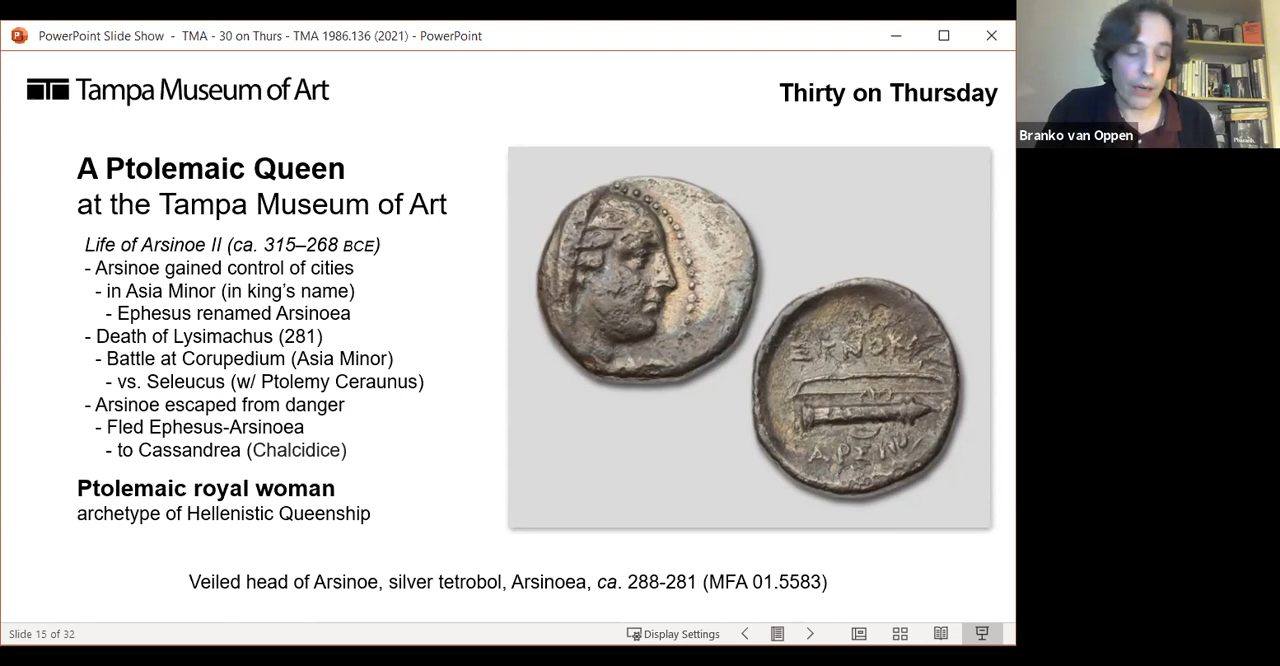 PowerPoint Slide Show - TMA - 30 on Thurs - TMA 1986.136 (2021) - PowerPoint
Tampa Museum of Art
Thirty on Thursday
A Ptolemaic Queen
at the Tampa Museum of Art
Life of Arsinoe II (ca. 315–268 BCE)
- Arsinoe gained control of cities
- in Asia Minor (in king's name)
- Ephesus renamed Arsinoea
- Death of Lysimachus (281)
- Battle at Corupedium (Asia Minor)
- vs. Seleucus (w/ Ptolemy Ceraunus)
- Arsinoe escaped from danger
- Fled Ephesus-Arsinoea
- to Cassandrea (Chalcidice)
Ptolemaic royal woman
archetype of Hellenistic Queenship
ΑΡΣΙΝΟ
Veiled head of Arsinoe, silver tetrobol, Arsinoea, ca. 288-281 (MFA 01.5583)
Slide 15 of 32
Display Settings
Branko van Oppen